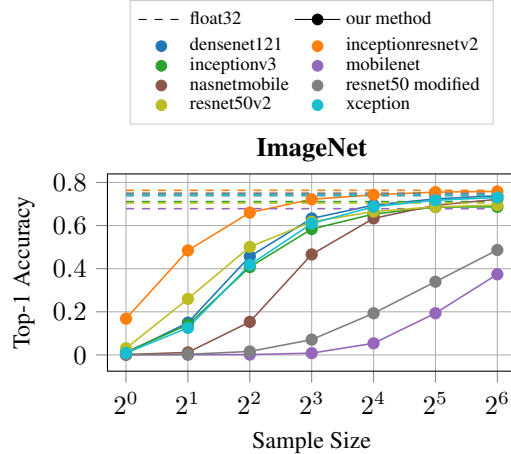 float32 our method
densenet121 inceptionresnetv2
inceptionv3 mobilenet
nasnetmobile resnet50 modified
resnet50v2 xception
ImageNet
0.8
0.6
0.4
0.2
0
Top-1 Accuracy
2^0 2^1 2^2 2^3 2^4 2^5 2^6
Sample Size